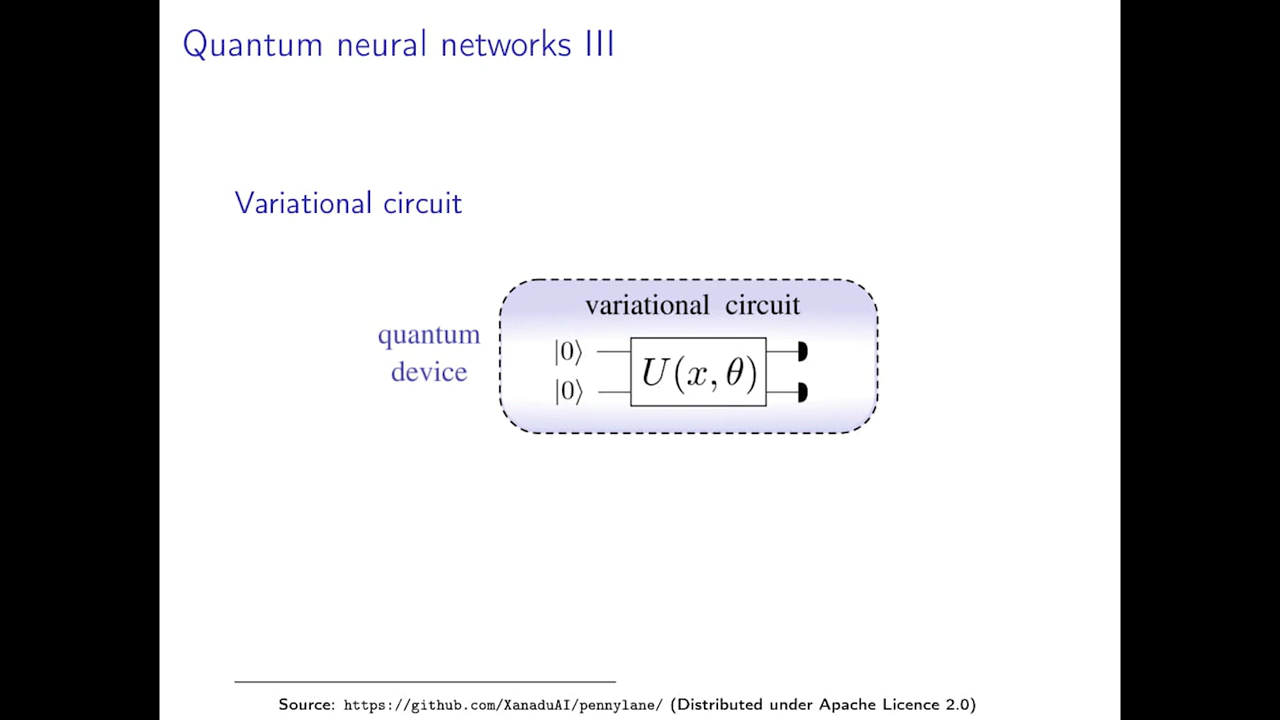 Quantum neural networks III
Variational circuit
variational circuit
quantum
device
|0⟩
|0⟩
U(x, θ)
Source: https://github.com/XanaduAI/pennylane/ (Distributed under Apache Licence 2.0)